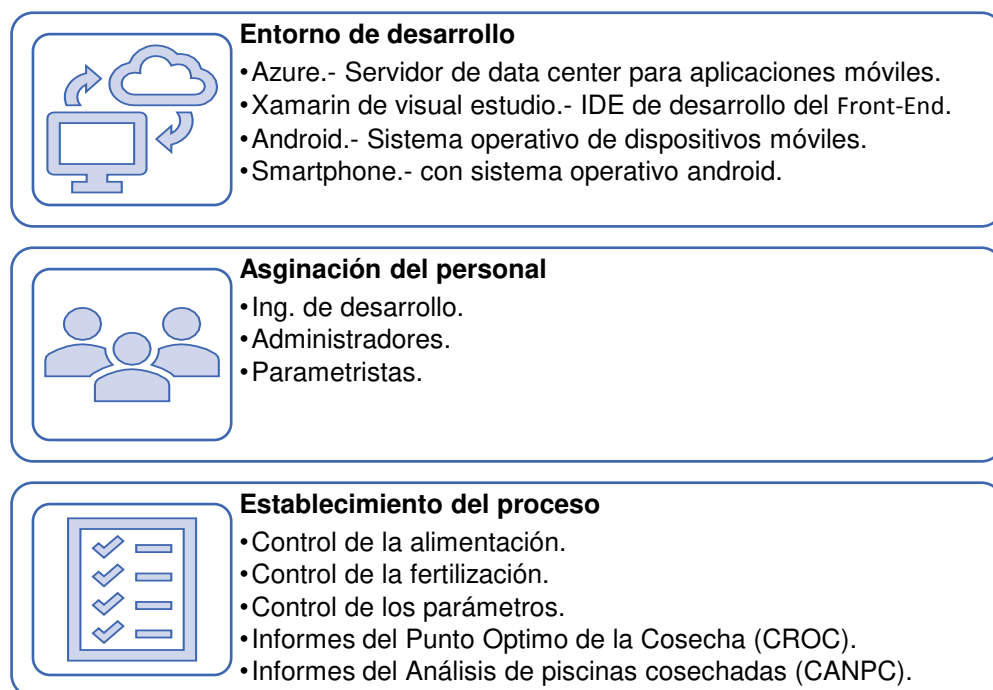 Entorno de desarrollo
•Azure.- Servidor de data center para aplicaciones móviles.
•Xamarin de visual estudio.- IDE de desarrollo del Front-End.
•Android.- Sistema operativo de dispositivos móviles.
•Smartphone.- con sistema operativo android.
Asginación del personal
•Ing. de desarrollo.
•Administradores.
•Parametristas.
Establecimiento del proceso
•Control de la alimentación.
•Control de la fertilización.
•Control de los parámetros.
•Informes del Punto Optimo de la Cosecha (CROC).
•Informes del Análisis de piscinas cosechadas (CANPC).